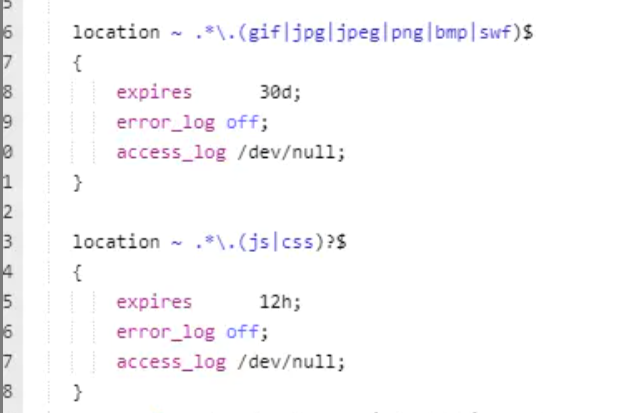 5
6 location ~ .*\.(gif|jpg|jpeg|png|bmp|swf)$
7 {
8 expires 30d;
9 error_log off;
0 access_log /dev/null;
1 }
2
3 location ~ .*\.(js|css)?$
4 {
5 expires 12h;
6 error_log off;
7 access_log /dev/null;
8 }